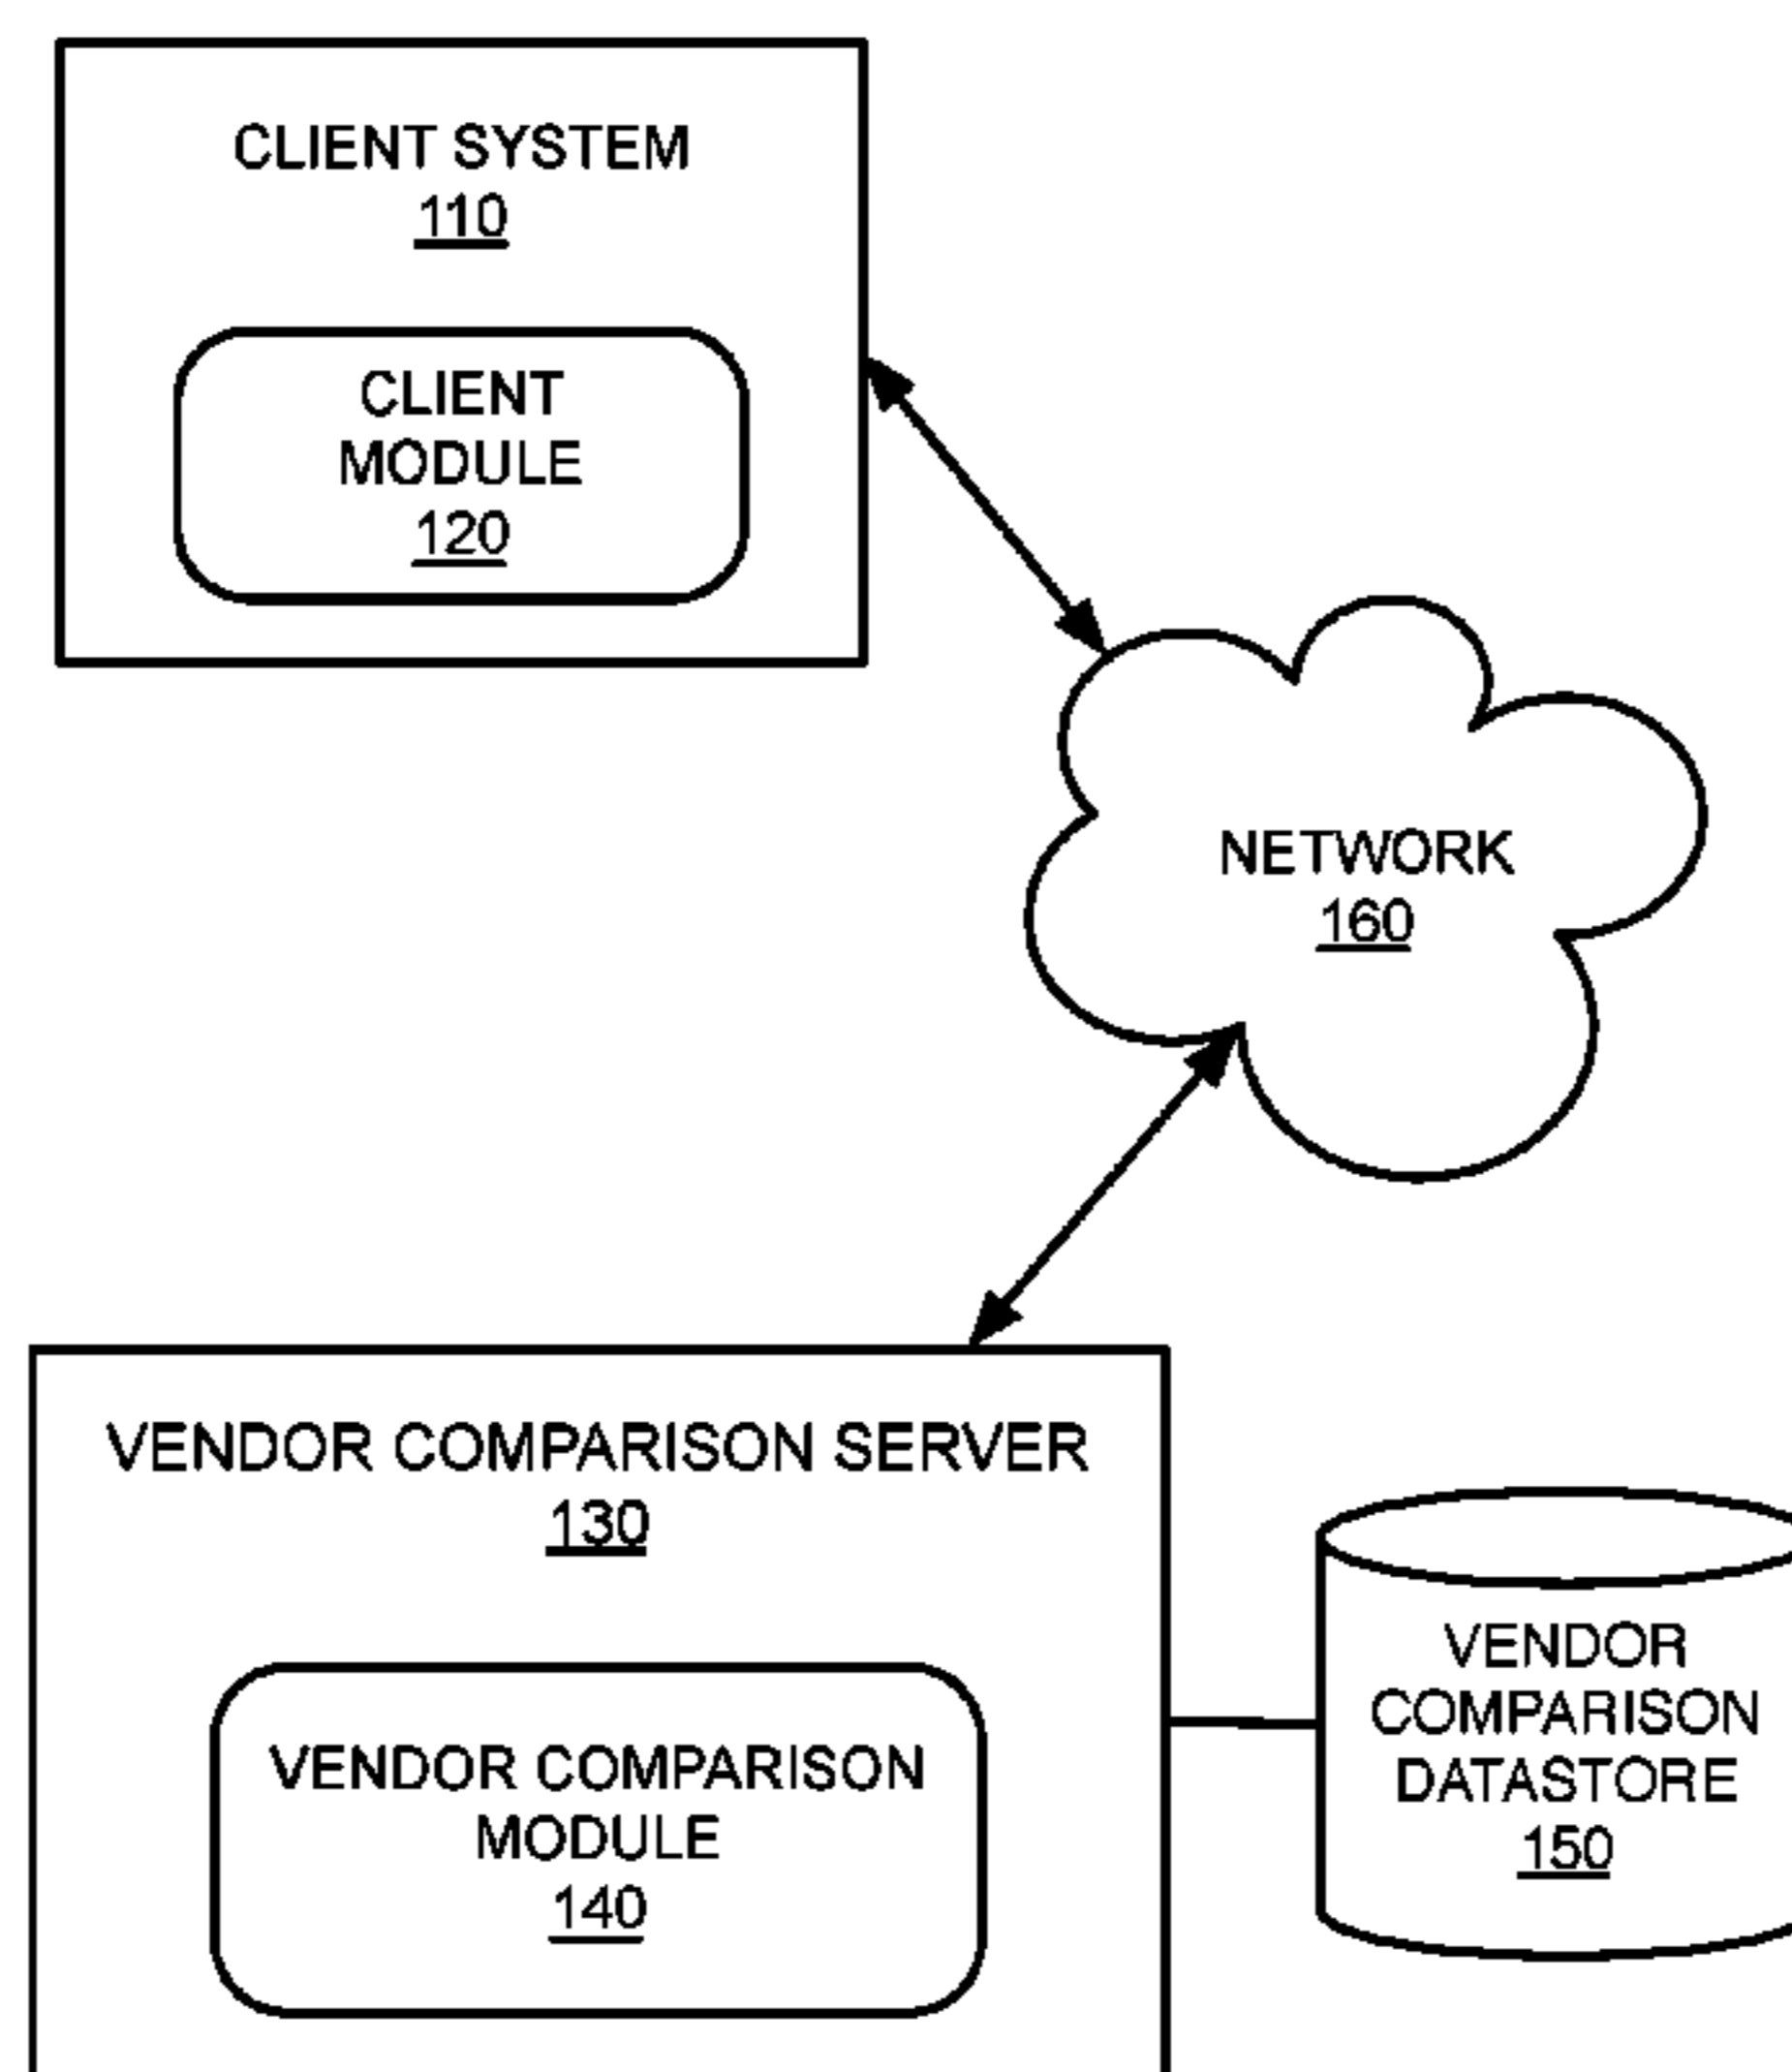 CLIENT SYSTEM
110
CLIENT
MODULE
120
NETWORK
160
VENDOR COMPARISON SERVER
130
VENDOR COMPARISON
MODULE
140
VENDOR
COMPARISON
DATASTORE
150